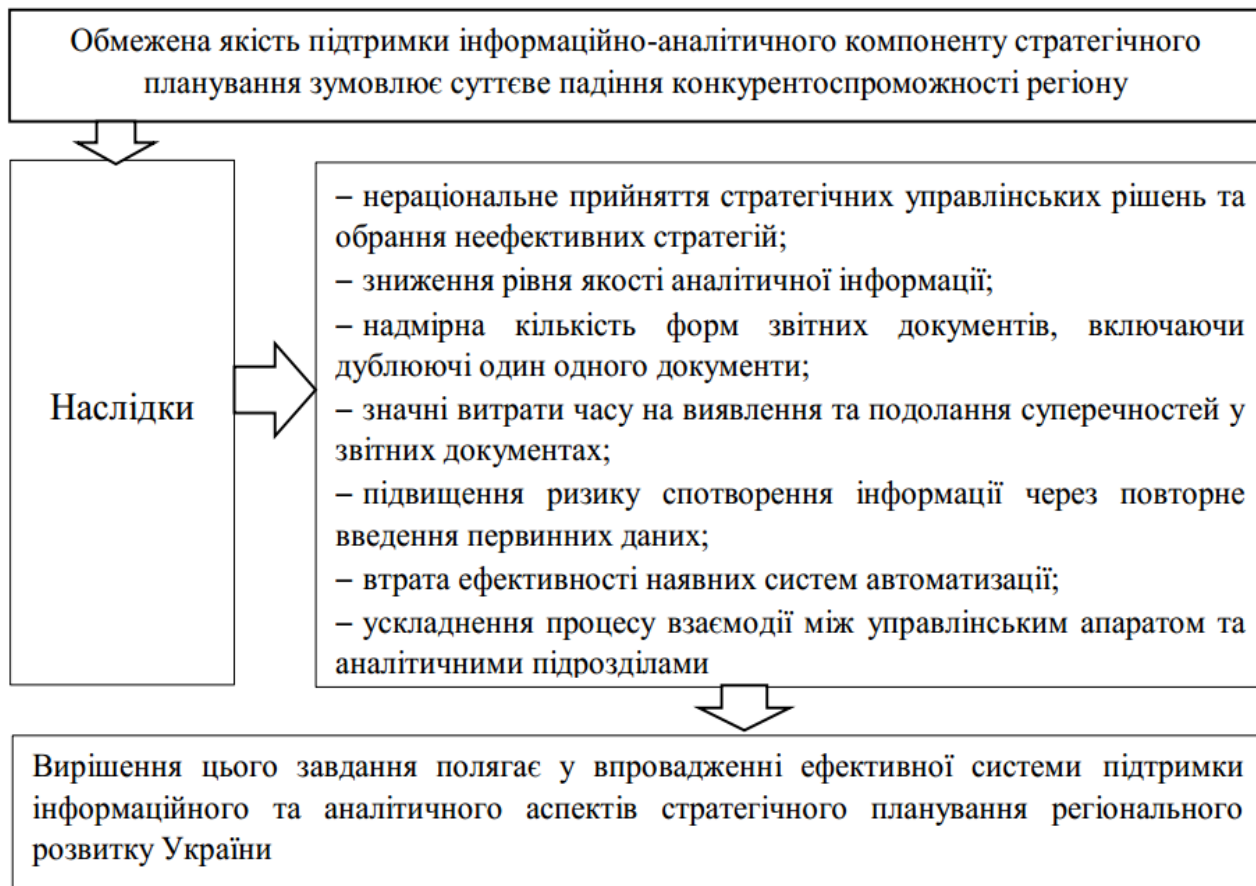 Обмежена якість підтримки інформаційно-аналітичного компоненту стратегічного
планування зумовлює суттєве падіння конкурентоспроможності регіону
Наслідки
– нераціональне прийняття стратегічних управлінських рішень та
обрання неефективних стратегій;
– зниження рівня якості аналітичної інформації;
– надмірна кількість форм звітних документів, включаючи
дублюючі один одного документи;
– значні витрати часу на виявлення та подолання суперечностей у
звітних документах;
– підвищення ризику спотворення інформації через повторне
введення первинних даних;
– втрата ефективності наявних систем автоматизації;
– ускладнення процесу взаємодії між управлінським апаратом та
аналітичними підрозділами
Вирішення цього завдання полягає у впровадженні ефективної системи підтримки
інформаційного та аналітичного аспектів стратегічного планування регіонального
розвитку України